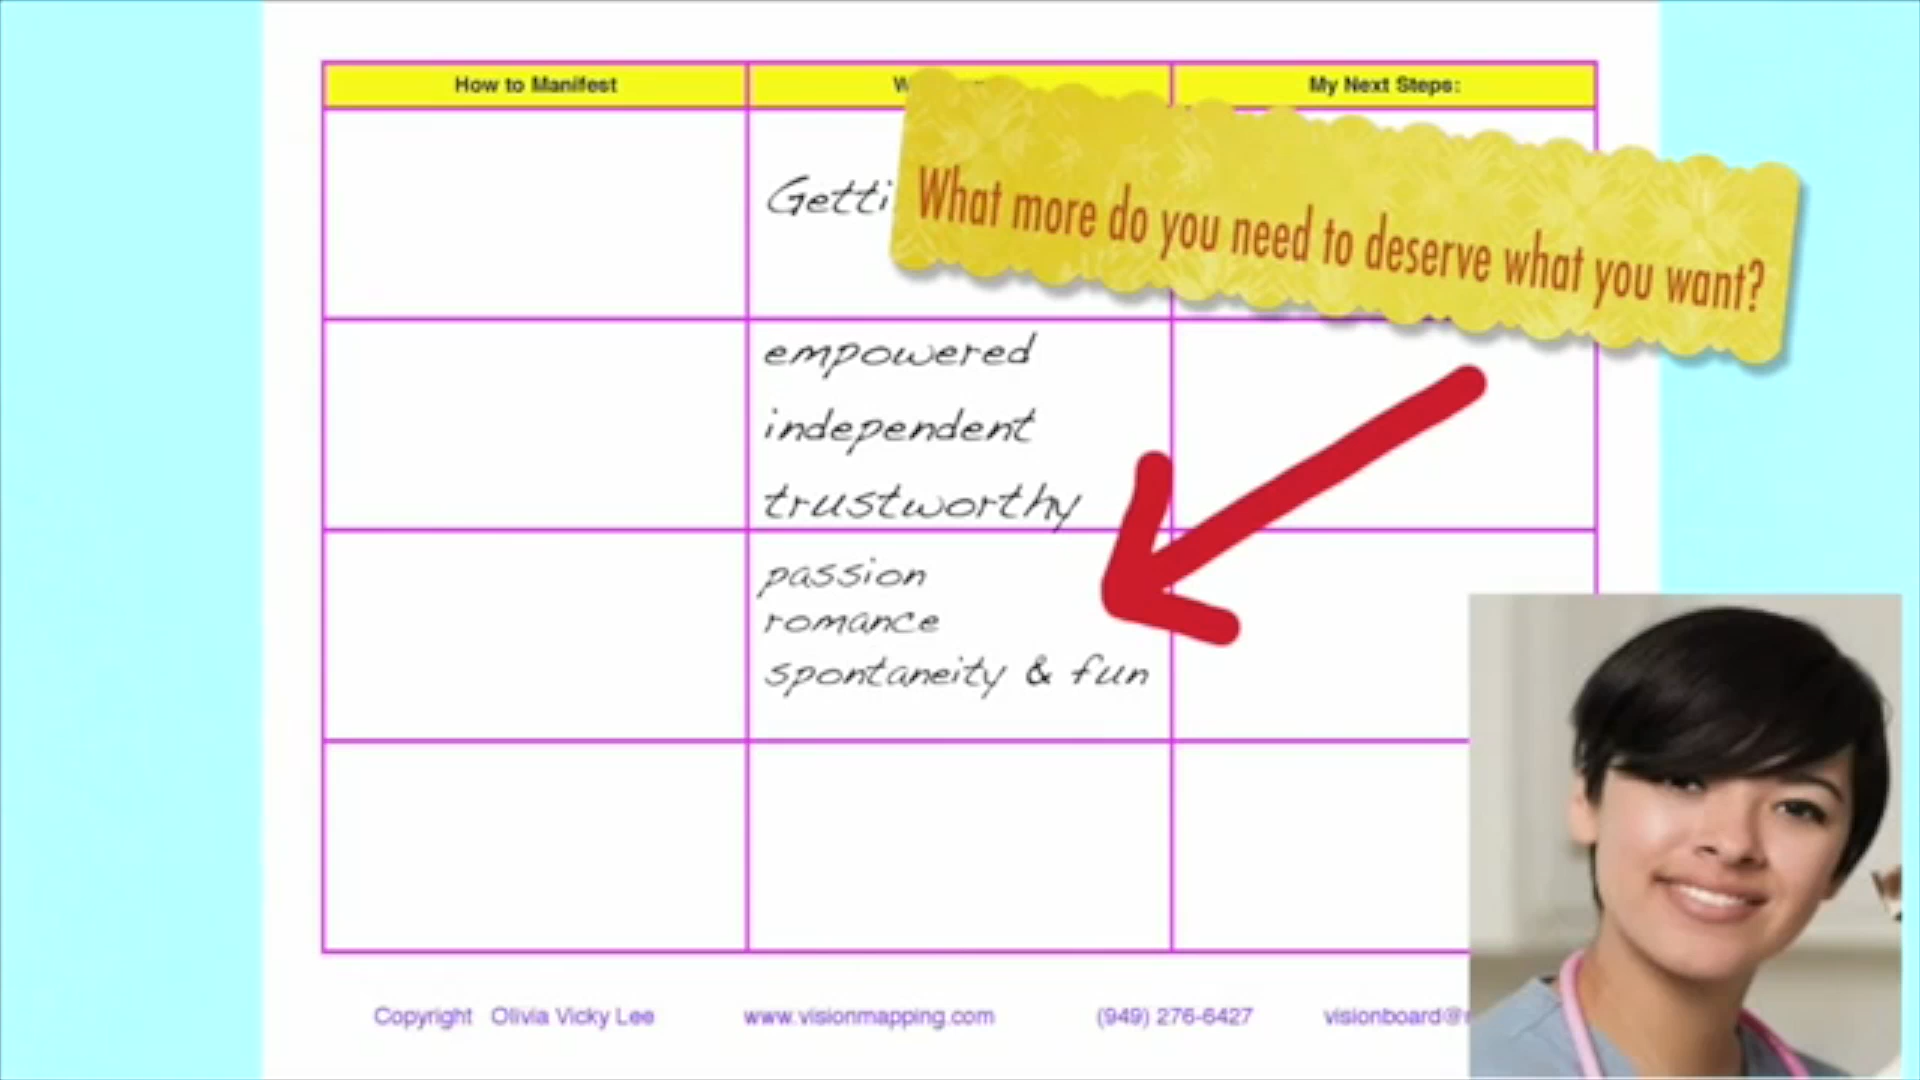 How to Manifest
My Next Steps:
What more do you need to deserve what you want?
Getti
empowered
independent
trustworthy
passion
romance
spontaneity & fun
Copyright Olivia Vicky Lee www.visionmapping.com (949) 276-6427 visionboard@